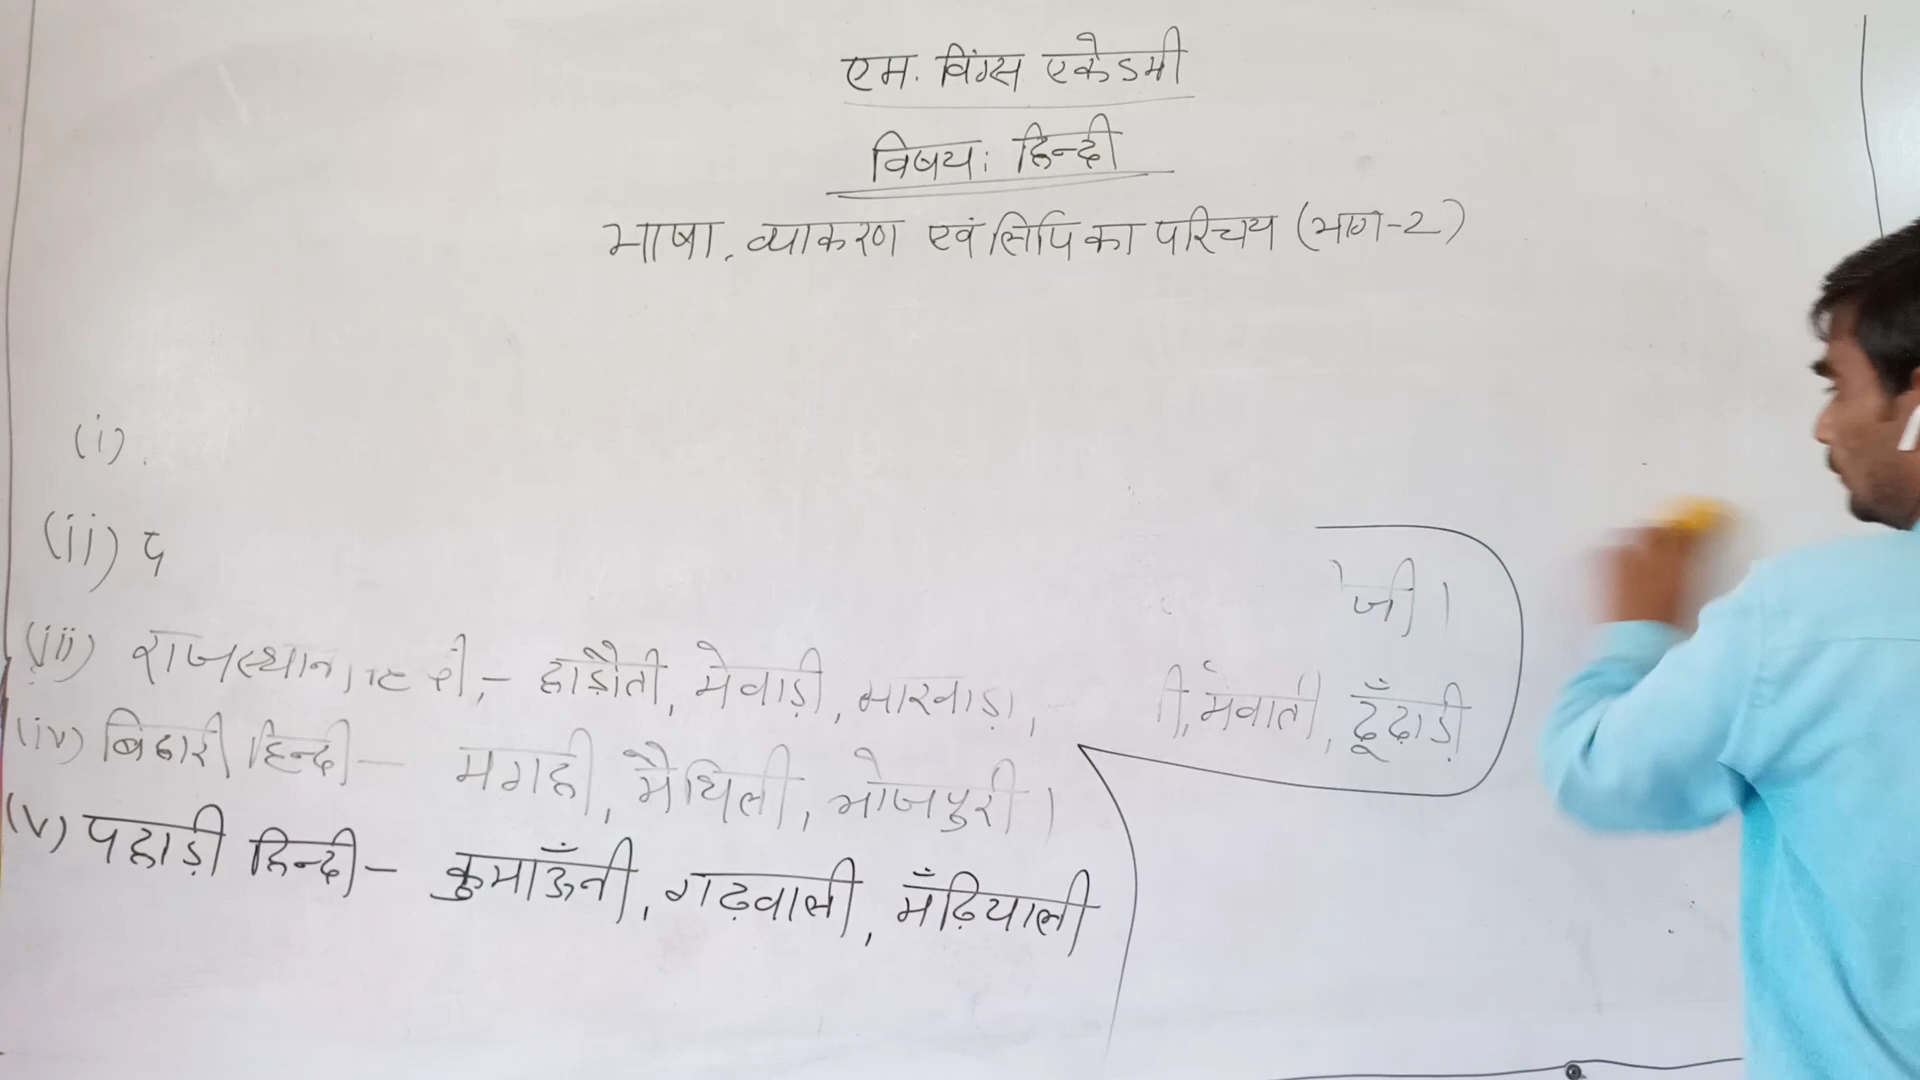 एम. विंग्स एकेडमी
विषय: हिन्दी
भाषा, व्याकरण एवं लिपि का परिचय (भाग-2)
(i)
(ii) प
जी।
(iii) राजस्थानी हिन्दी - हाड़ौती, मेवाड़ी, मारवाड़ी, मेवाती, ढूँढाड़ी
(iv) बिहारी हिन्दी - मगही, मैथिली, भोजपुरी।
(v) पहाड़ी हिन्दी - कुमाऊँनी, गढ़वाली, मँढ़ियाली